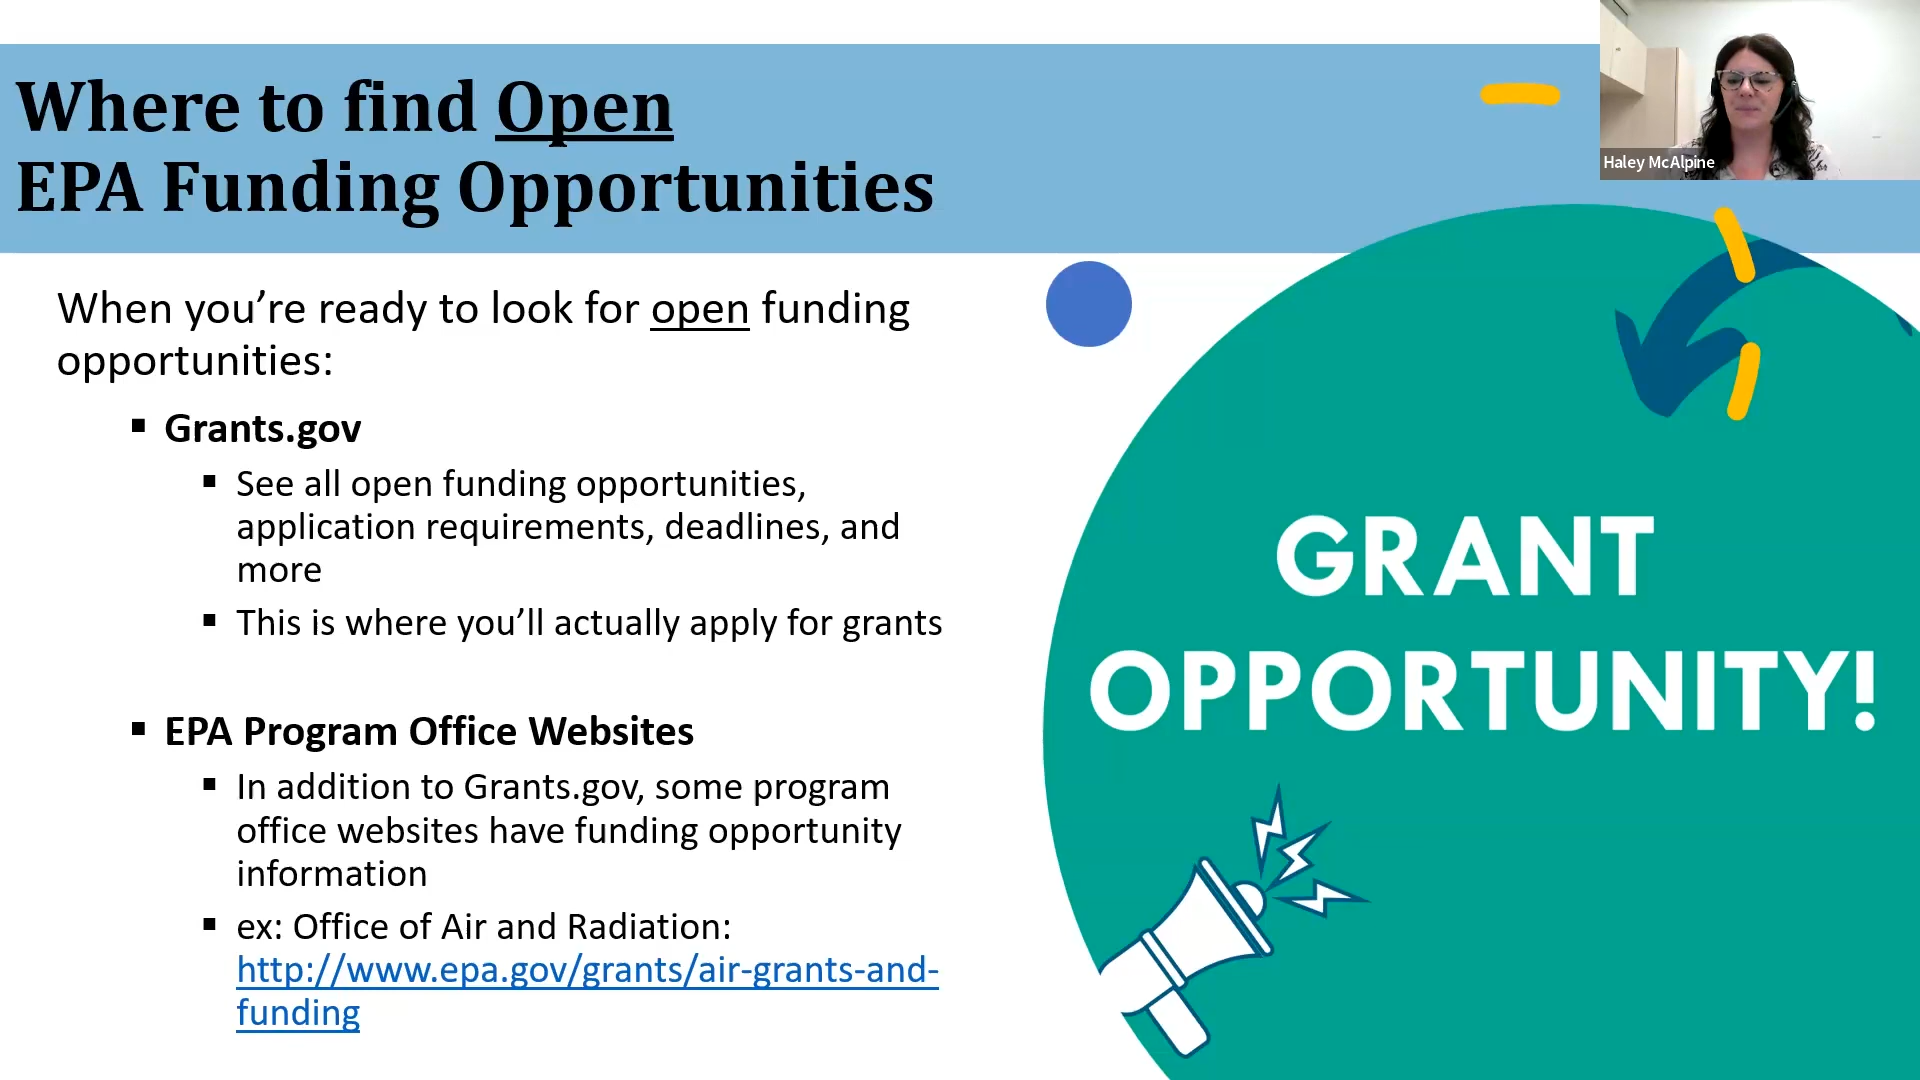 Where to find Open
EPA Funding Opportunities
Haley McAlpine
When you’re ready to look for open funding
opportunities:
▪ Grants.gov
▪ See all open funding opportunities,
application requirements, deadlines, and
more
▪ This is where you’ll actually apply for grants
▪ EPA Program Office Websites
▪ In addition to Grants.gov, some program
office websites have funding opportunity
information
▪ ex: Office of Air and Radiation:
http://www.epa.gov/grants/air-grants-and-
funding
GRANT
OPPORTUNITY!